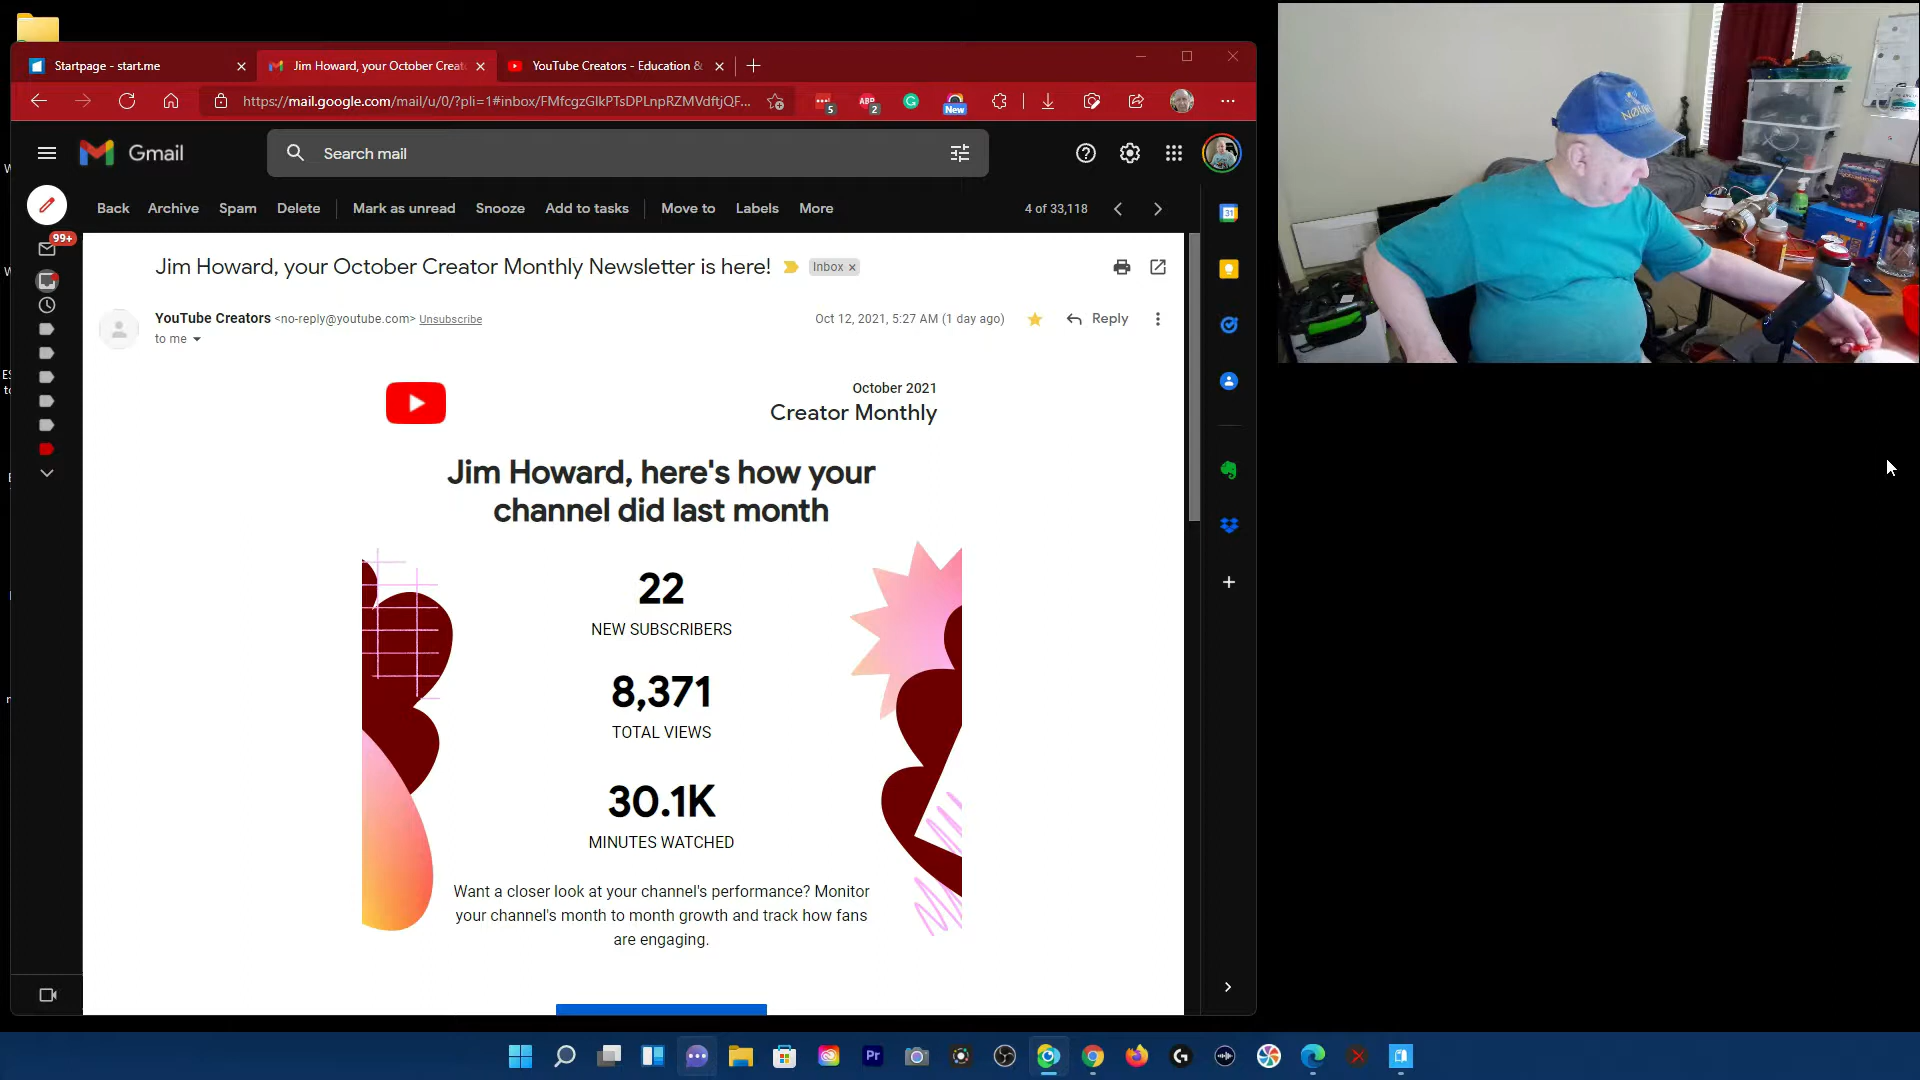 Startpage - start.me
Jim Howard, your October Creat
YouTube Creators - Education &
https://mail.google.com/mail/u/0/?pli=1#inbox/FMfcgzGlkPTsDPLnpRZMVdftjQF...
5
ABP
2
New
Gmail
Search mail
Back
Archive
Spam
Delete
Mark as unread
Snooze
Add to tasks
Move to
Labels
More
4 of 33,118
99+
31
Jim Howard, your October Creator Monthly Newsletter is here!
Inbox
YouTube Creators <no-reply@youtube.com> Unsubscribe
Oct 12, 2021, 5:27 AM (1 day ago)
Reply
to me
October 2021
Creator Monthly
Jim Howard, here's how your
channel did last month
22
NEW SUBSCRIBERS
8,371
TOTAL VIEWS
30.1K
MINUTES WATCHED
Want a closer look at your channel's performance? Monitor
your channel's month to month growth and track how fans
are engaging.
Pr